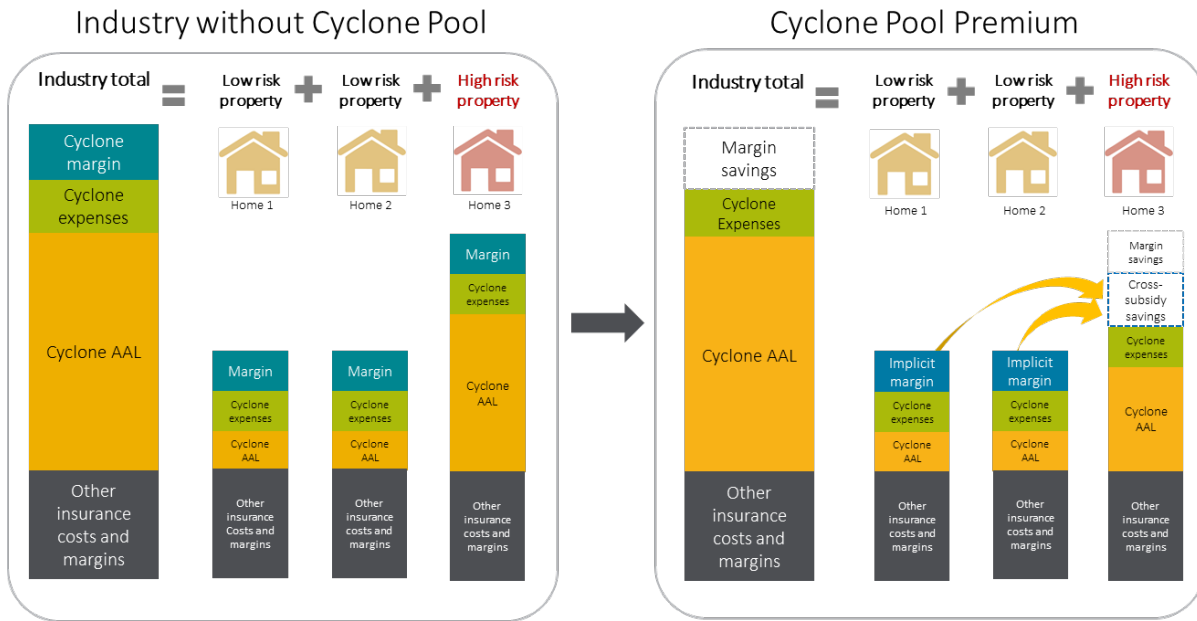 Industry without Cyclone Pool
Industry total
=
Low risk
property
+
Low risk
property
+
High risk
property
Home 1
Home 2
Home 3
Cyclone
margin
Cyclone
expenses
Cyclone AAL
Other
insurance
costs and
margins
Margin
Cyclone
expenses
Cyclone
AAL
Other
insurance
Costs and
margins
Margin
Cyclone
expenses
Cyclone
AAL
Other
insurance
costs and
margins
Margin
Cyclone
expenses
Cyclone
AAL
Other
insurance
costs and
margins
Cyclone Pool Premium
Industry total
=
Low risk
property
+
Low risk
property
+
High risk
property
Home 1
Home 2
Home 3
Margin
savings
Cyclone
Expenses
Cyclone AAL
Other
insurance
costs and
margins
Implicit
margin
Cyclone
expenses
Cyclone
AAL
Other
insurance
costs and
margins
Implicit
margin
Cyclone
expenses
Cyclone
AAL
Other
insurance
costs and
margins
Margin
savings
Cross-
subsidy
savings
Cyclone
expenses
Cyclone
AAL
Other
insurance
costs and
margins